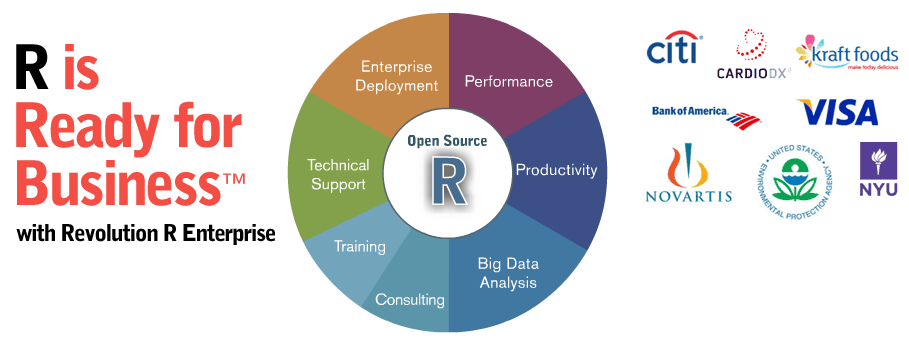 R is
Ready for
Business™
with Revolution R Enterprise
Enterprise
Deployment
Performance
Technical
Support
Open Source
R
Productivity
Training
Consulting
Big Data
Analysis
citi®
CARDIODX
kraft foods
make today delicious
Bank of America
VISA
NOVARTIS
UNITED STATES
ENVIRONMENTAL PROTECTION AGENCY
NYU